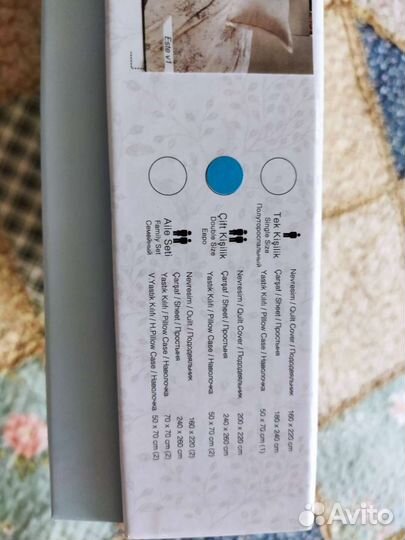 Este v1
Tek Kişilik
Single Size
Полутороспальный
Nevresim / Quilt Cover / Пододеяльник 160 x 220 cm
Çarşaf / Sheet / Простыня 180 x 240 cm
Yastık Kılıfı / Pillow Case / Наволочка 50 x 70 cm (1)
Çift Kişilik
Double Size
Евро
Nevresim / Quilt Cover / Пододеяльник 200 x 220 cm
Çarşaf / Sheet / Простыня 240 x 260 cm
Yastık Kılıfı / Pillow Case / Наволочка 50 x 70 cm (2)
Aile Seti
Family Set
Семейный
Nevresim / Quilt / Пододеяльник 160 x 220 (2)
Çarşaf / Sheet / Простыня 240 x 260 cm
Yastık Kılıfı / Pillow Case / Наволочка 70 x 70 cm (2)
V.Yastık Kılıfı / H.Pillow Case / Наволочка 50 x 70 cm (2)
Avito